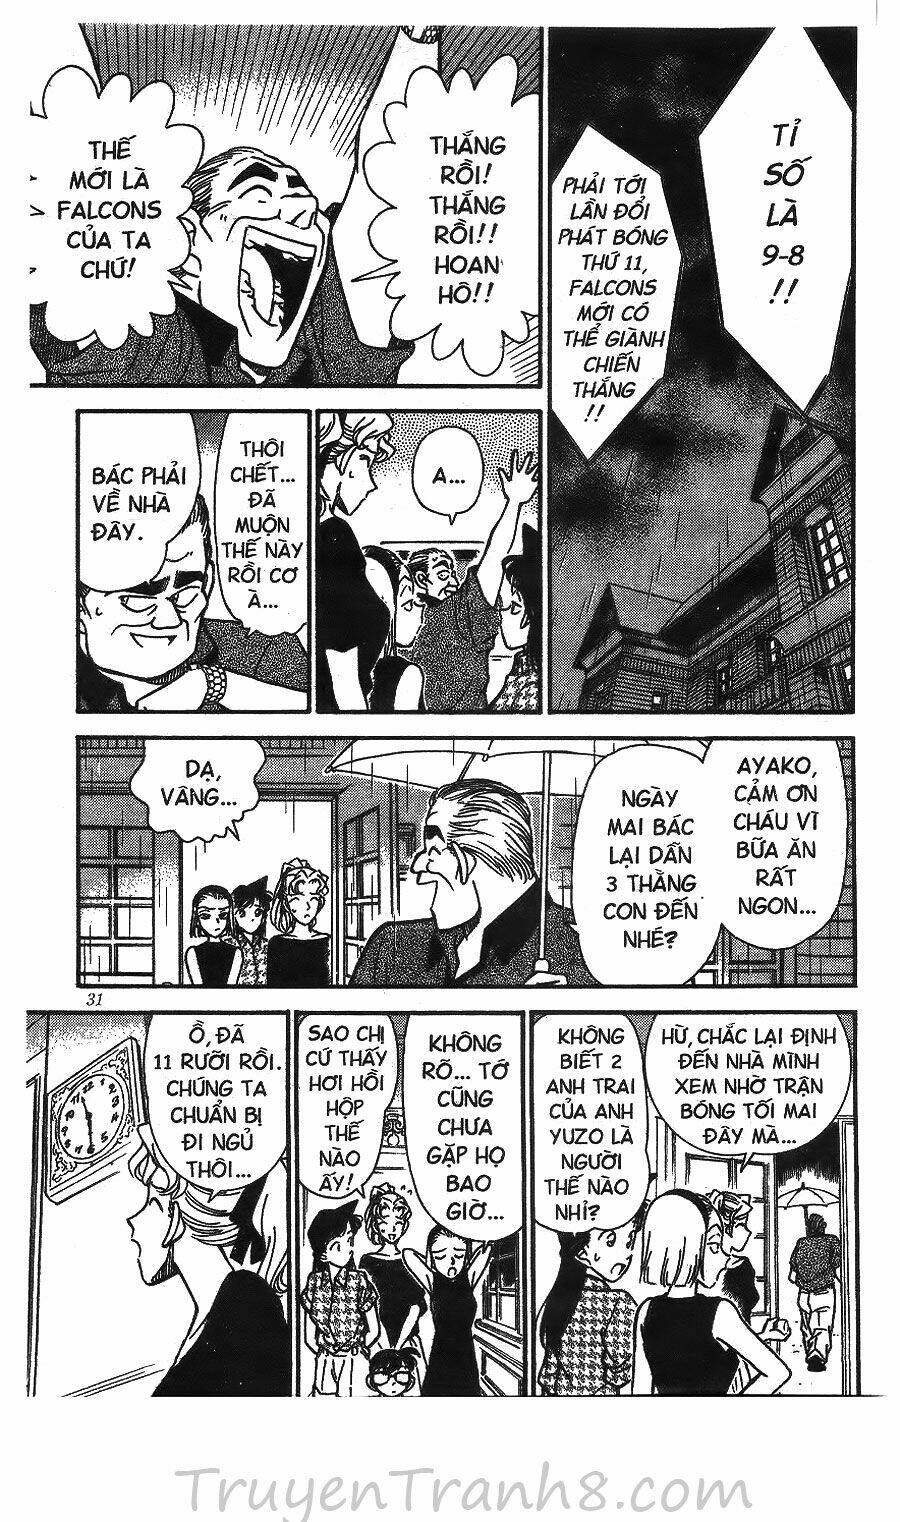 TỈ
SỐ
LÀ
9-8
!!
PHẢI TỚI
LẦN ĐỔI
PHÁT BÓNG
THỨ 11,
FALCONS
MỚI CÓ
THỂ GIÀNH
CHIẾN
THẮNG
!!
THẮNG
RỒI!
THẮNG
RỒI!!
HOAN
HÔ!!
THẾ
MỚI LÀ
FALCONS
CỦA TA
CHỨ!
A...
THÔI
CHẾT...
ĐÃ
MUỘN
THẾ NÀY
RỒI CƠ
À...
BÁC PHẢI
VỀ NHÀ
ĐÂY.
AYAKO,
CẢM ƠN
CHÁU VÌ
BỮA ĂN
RẤT
NGON...
NGÀY
MAI BÁC
LẠI DẪN
3 THẰNG
CON ĐẾN
NHÉ?
DẠ,
VÂNG...
31
HỪ, CHẮC LẠI ĐỊNH
ĐẾN NHÀ MÌNH
XEM NHỜ TRẬN
BÓNG TỐI MAI
ĐÂY MÀ...
KHÔNG
BIẾT 2
ANH TRAI
CỦA ANH
YUZO LÀ
NGƯỜI
THẾ NÀO
NHỈ?
KHÔNG
RÕ... TỚ
CŨNG
CHƯA
GẶP HỌ
BAO
GIỜ...
SAO CHỊ
CỨ THẤY
HƠI HỒI
HỘP
THẾ
NÀO
ẤY!
Ồ, ĐÃ
11 RƯỠI RỒI.
CHÚNG TA
CHUẨN BỊ
ĐI NGỦ
THÔI...
TruyenTranh8.com